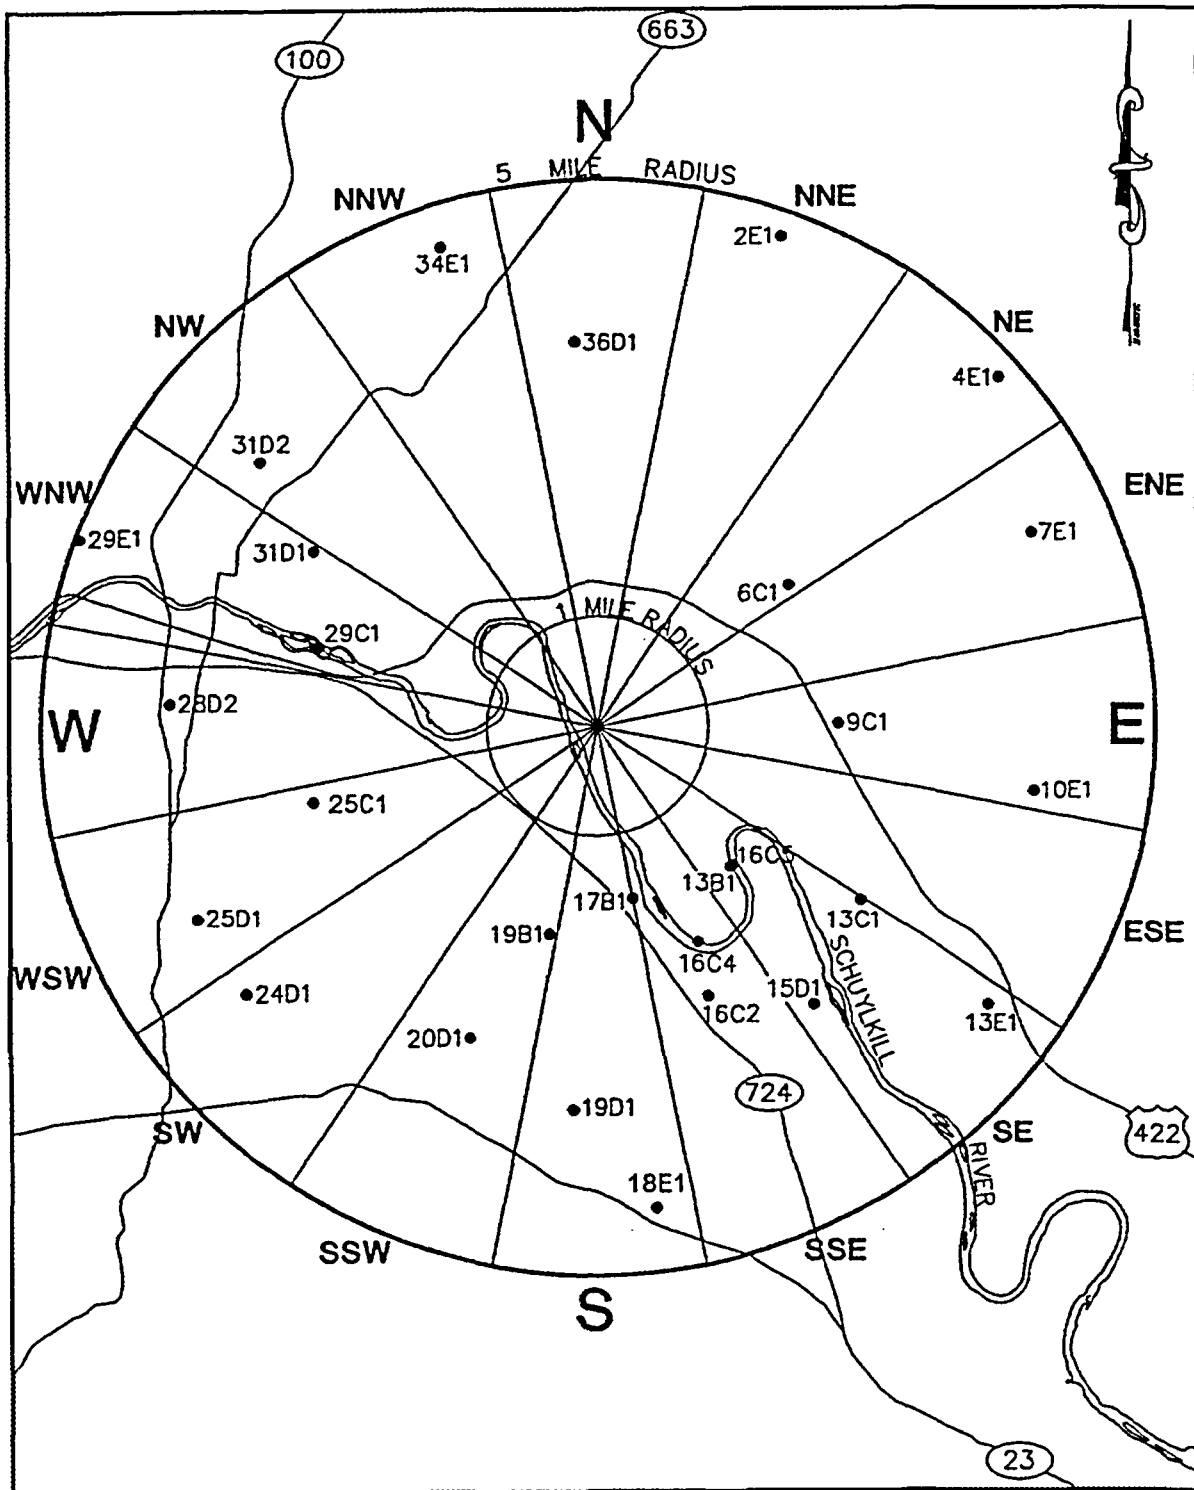 663
100
N
5 MILE RADIUS
NNW
NNE
2E1
34E1
NW
NE
36D1
4E1
31D2
WNW
ENE
29E1
7E1
31D1
6C1
1 MILE RADIUS
29C1
28D2
W
9C1
E
10E1
25C1
16C5
13B1
17B1
13C1
25D1
19B1
ESE
16C4
WSW
SCHUYLKILL
24D1
16C2
15D1
13E1
20D1
724
19D1
SW
SE
422
RIVER
18E1
SSW
SSE
S
23